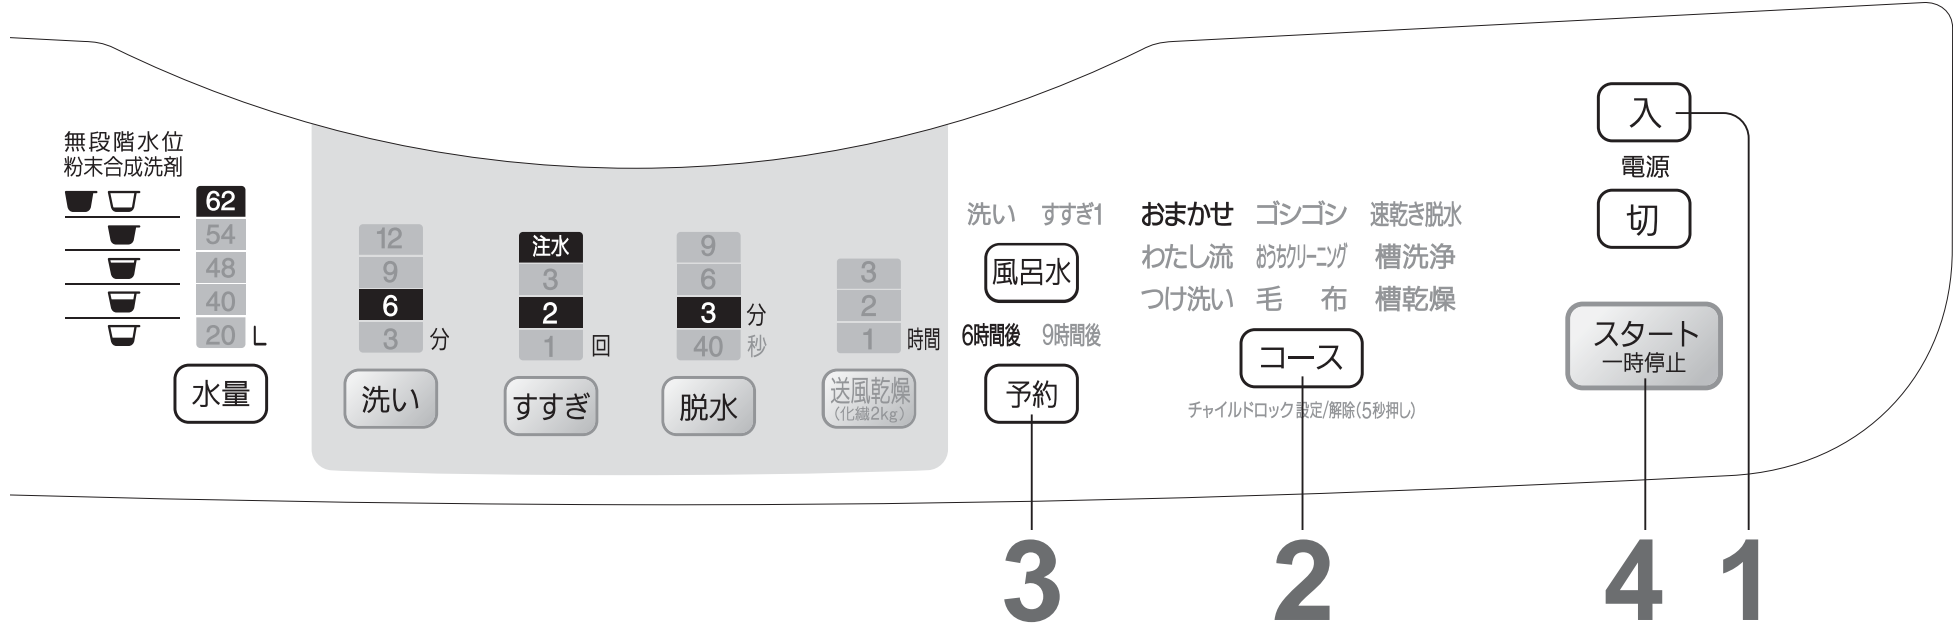 無段階水位
粉末合成洗剤
62
54
48
40
20 L
水量
12
9
6
3 分
洗い
注水
3
2
1 回
すすぎ
9
6
3 分
40 秒
脱水
3
2
1 時間
送風乾燥
(化繊2kg)
洗い すすぎ1
風呂水
6時間後 9時間後
予約
おまかせ ゴシゴシ 速乾き脱水
わたし流 おうちクリーニング 槽洗浄
つけ洗い 毛 布 槽乾燥
コース
チャイルドロック設定/解除(5秒押し)
入
電源
切
スタート
一時停止
3
2
4
1